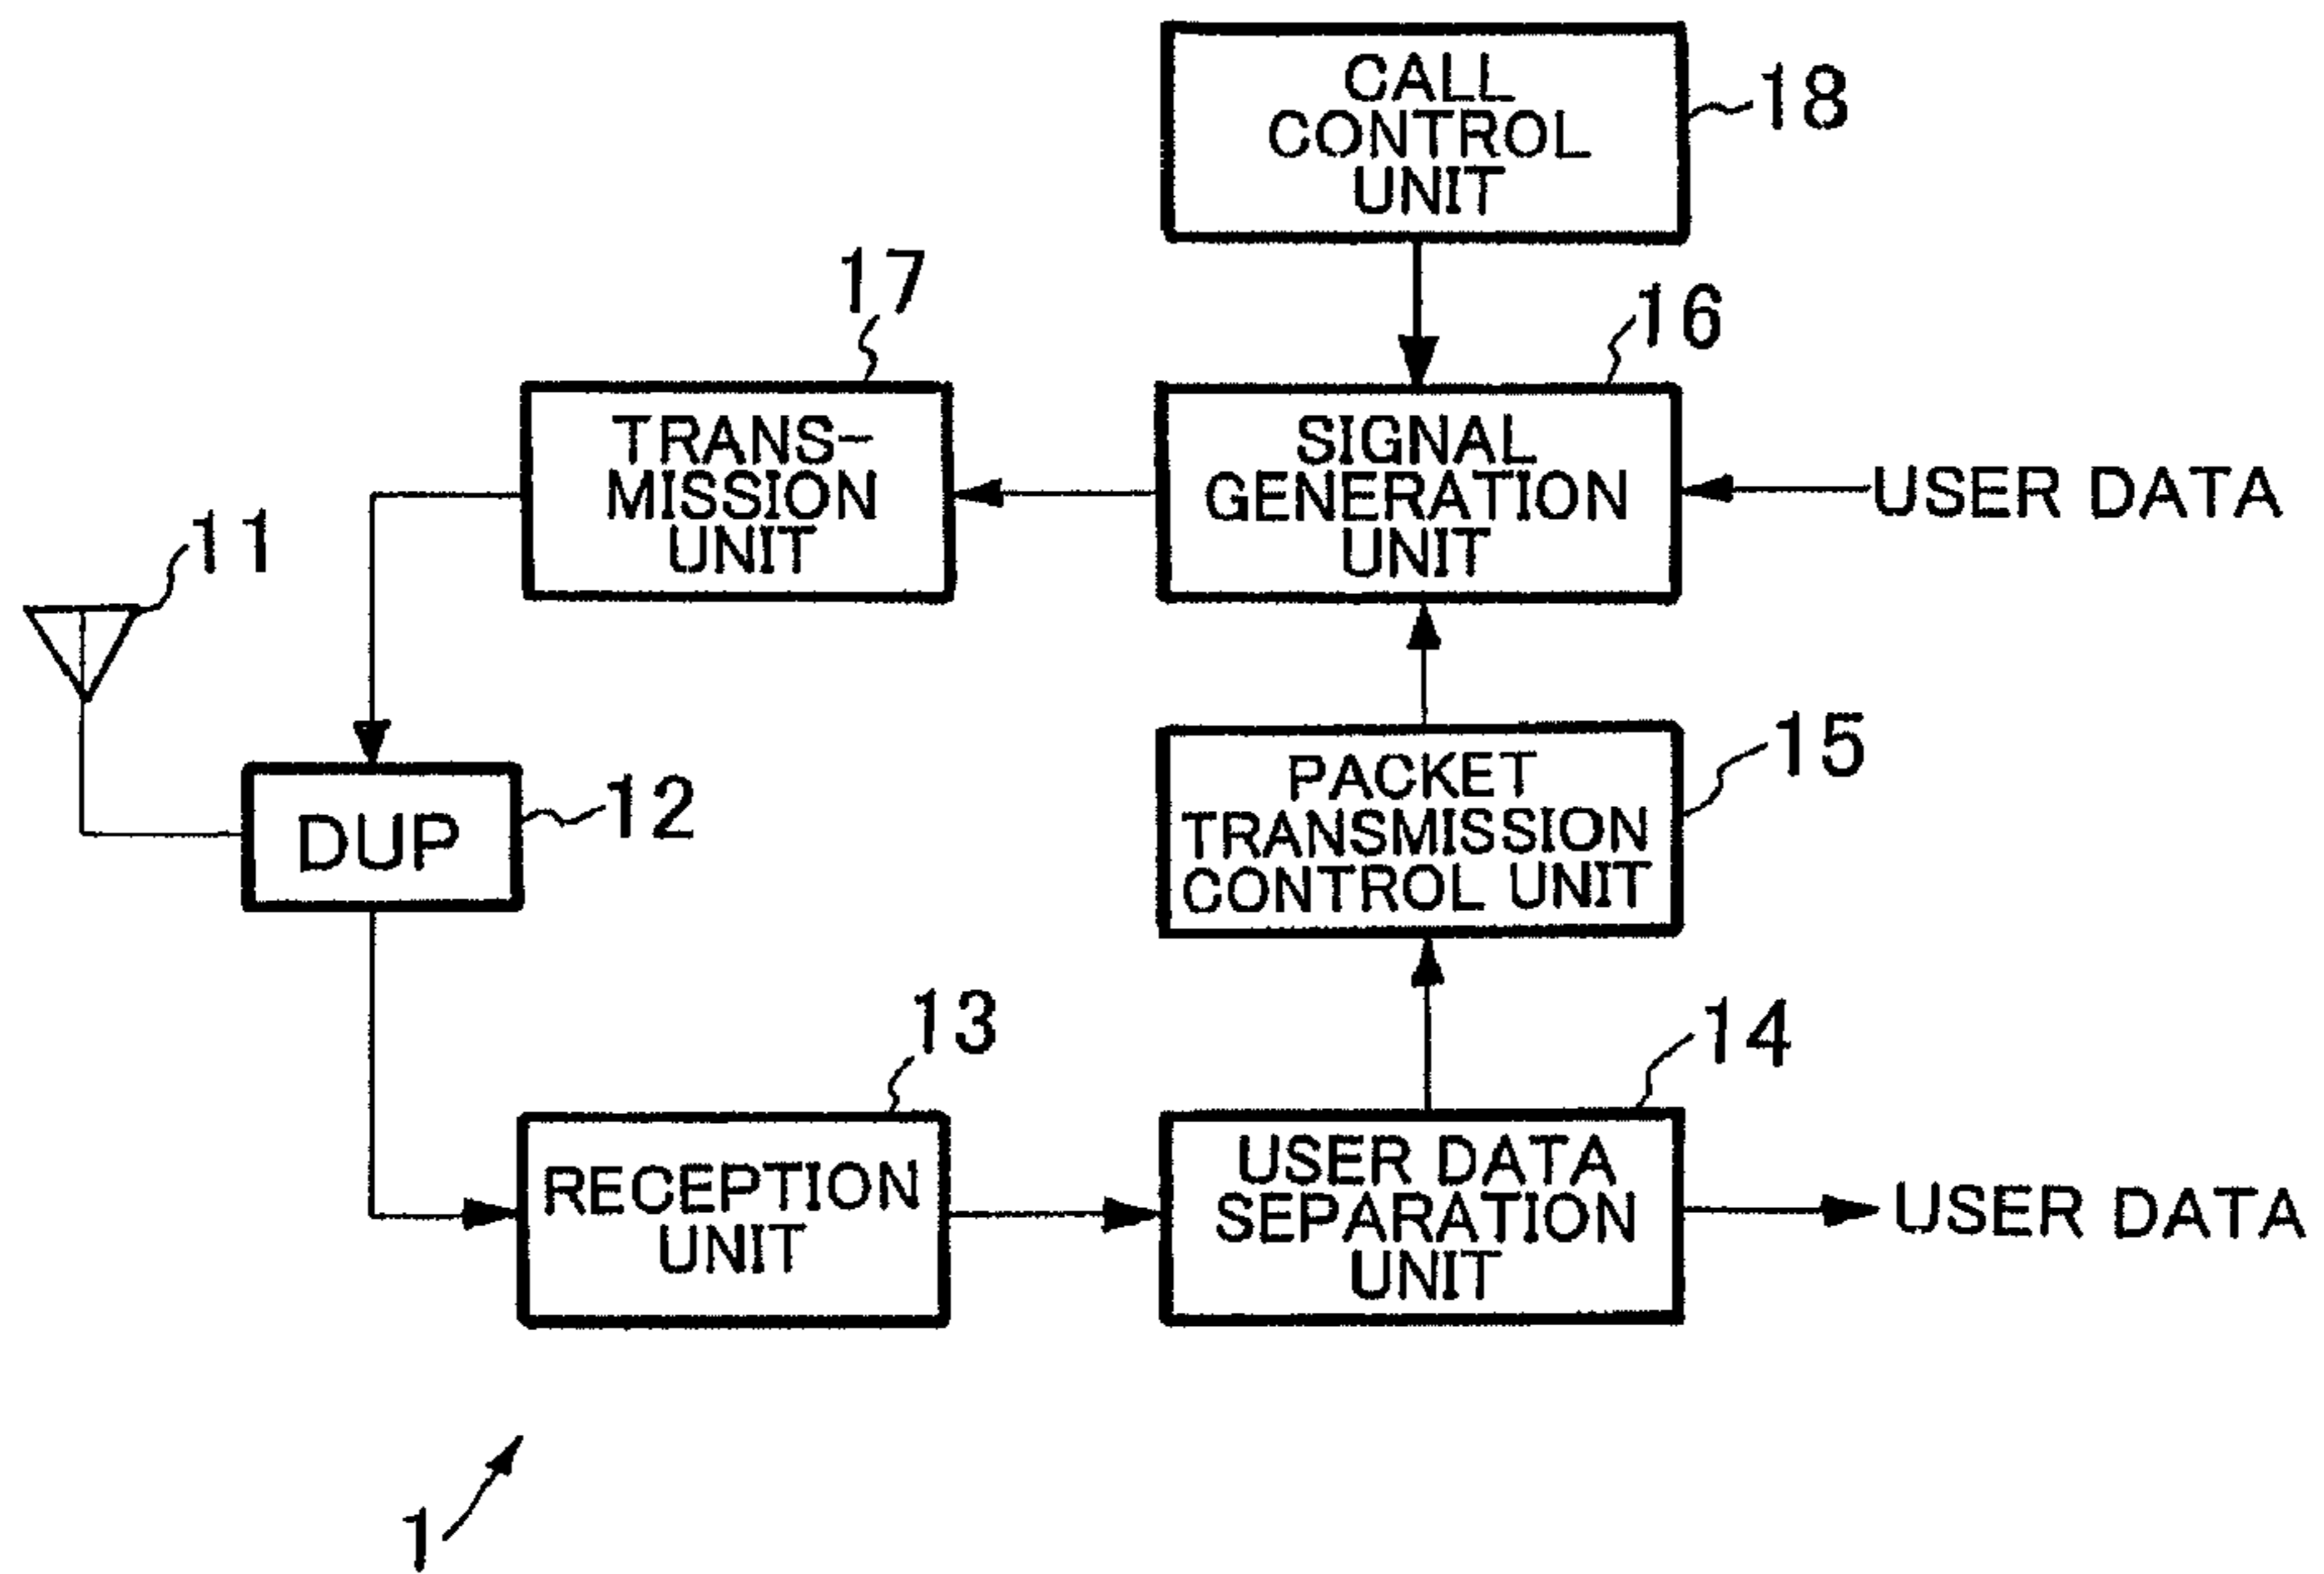 CALL
CONTROL
UNIT
18
17
16
TRANS-
MISSION
UNIT
SIGNAL
GENERATION
UNIT
USER DATA
11
DUP
12
PACKET
TRANSMISSION
CONTROL UNIT
15
13
14
RECEPTION
UNIT
USER DATA
SEPARATION
UNIT
USER DATA
1